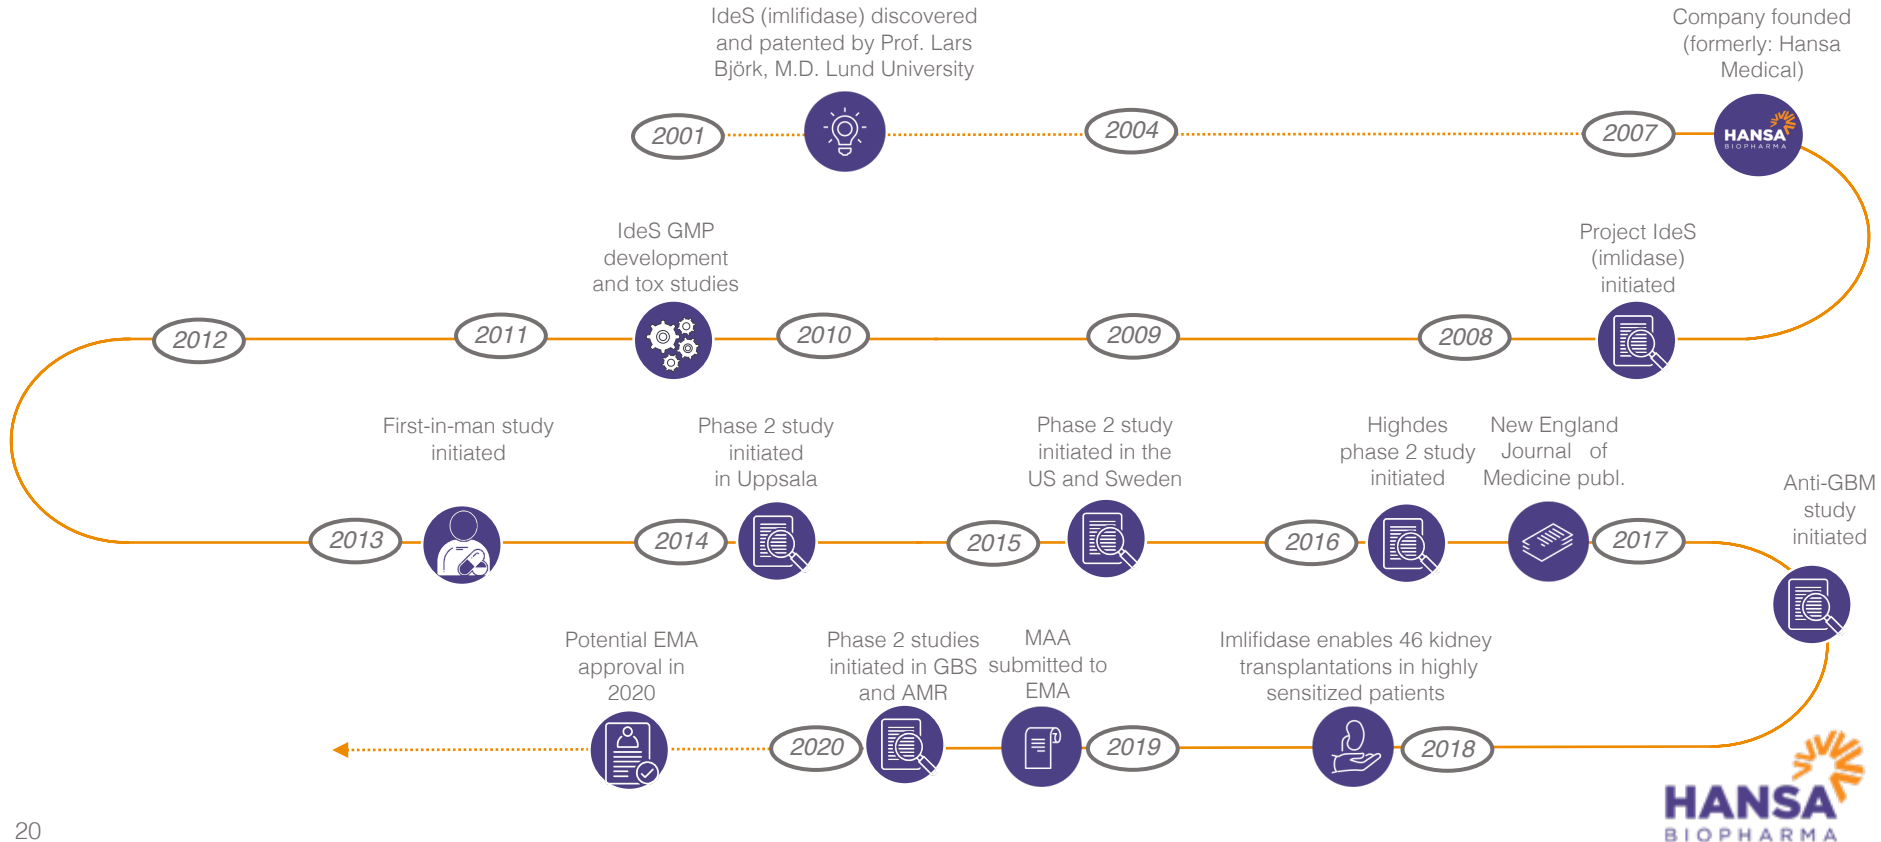 IdeS (imlifidase) discovered
and patented by Prof. Lars
Björk, M.D. Lund University
Company founded
(formerly: Hansa
Medical)
2001
2004
2007
HANSA
BIOPHARMA
IdeS GMP
development
and tox studies
Project IdeS
(imlidase)
initiated
2012
2011
2010
2009
2008
First-in-man study
initiated
Phase 2 study
initiated
in Uppsala
Phase 2 study
initiated in the
US and Sweden
Highdes
phase 2 study
initiated
New England
Journal of
Medicine publ.
Anti-GBM
study
initiated
2013
2014
2015
2016
2017
Potential EMA
approval in
2020
Phase 2 studies
initiated in GBS
and AMR
MAA
submitted to
EMA
Imlifidase enables 46 kidney
transplantations in highly
sensitized patients
2020
2019
2018
HANSA
BIOPHARMA
20